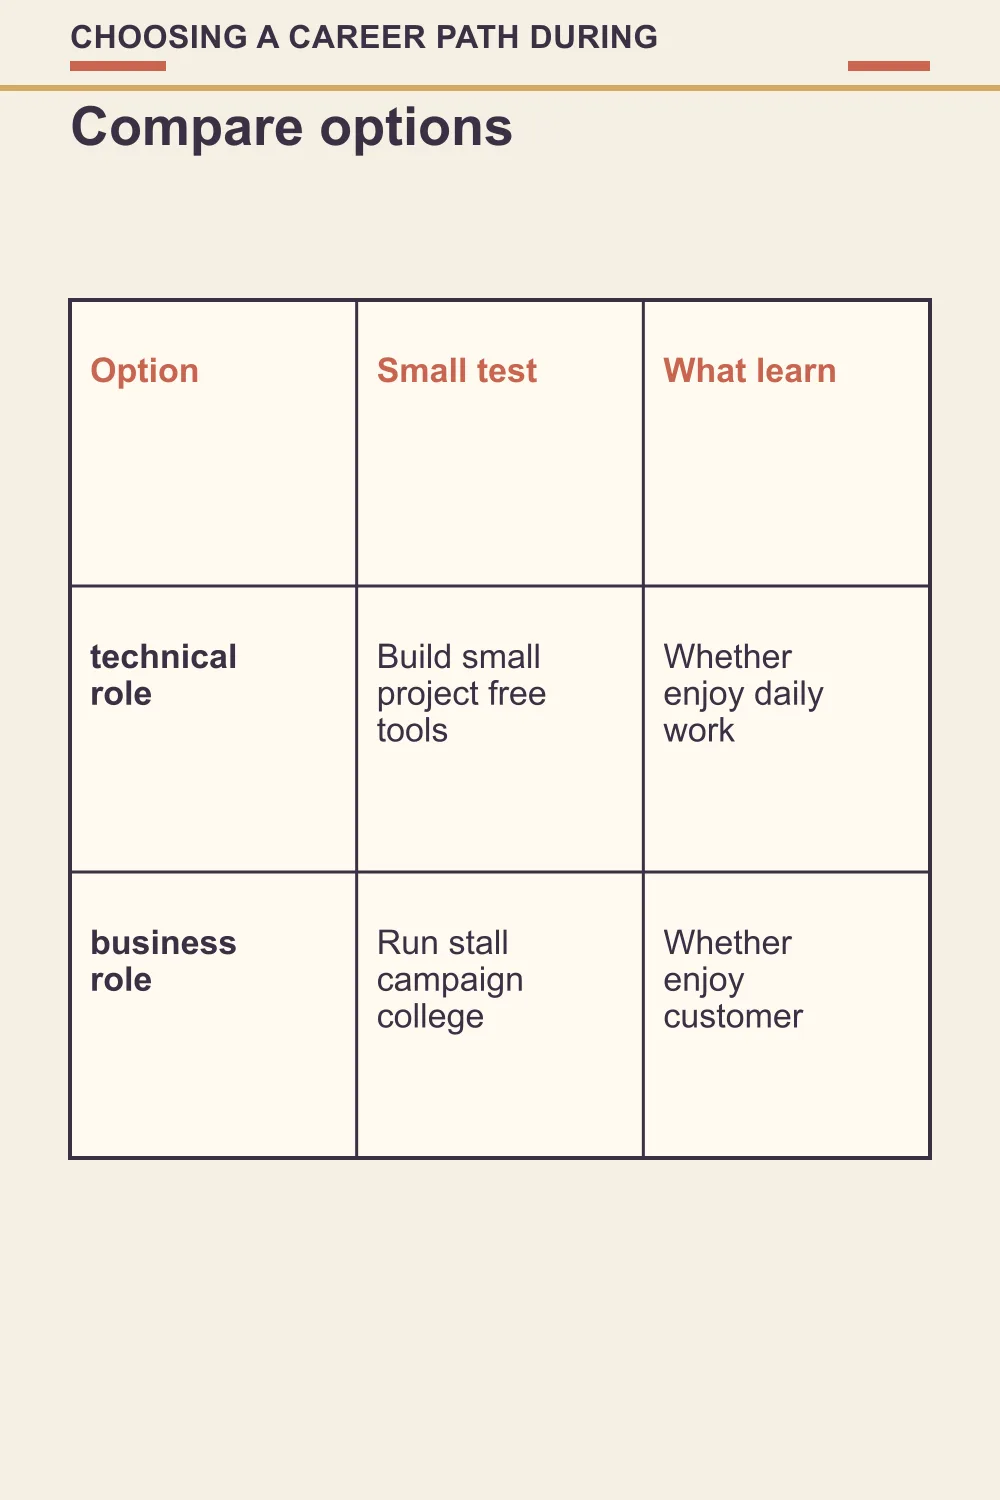 CHOOSING A CAREER PATH DURING
Compare options
Option
Small test
What learn
technical
role
Build small
project free
tools
Whether
enjoy daily
work
business
role
Run stall
campaign
college
Whether
enjoy
customer